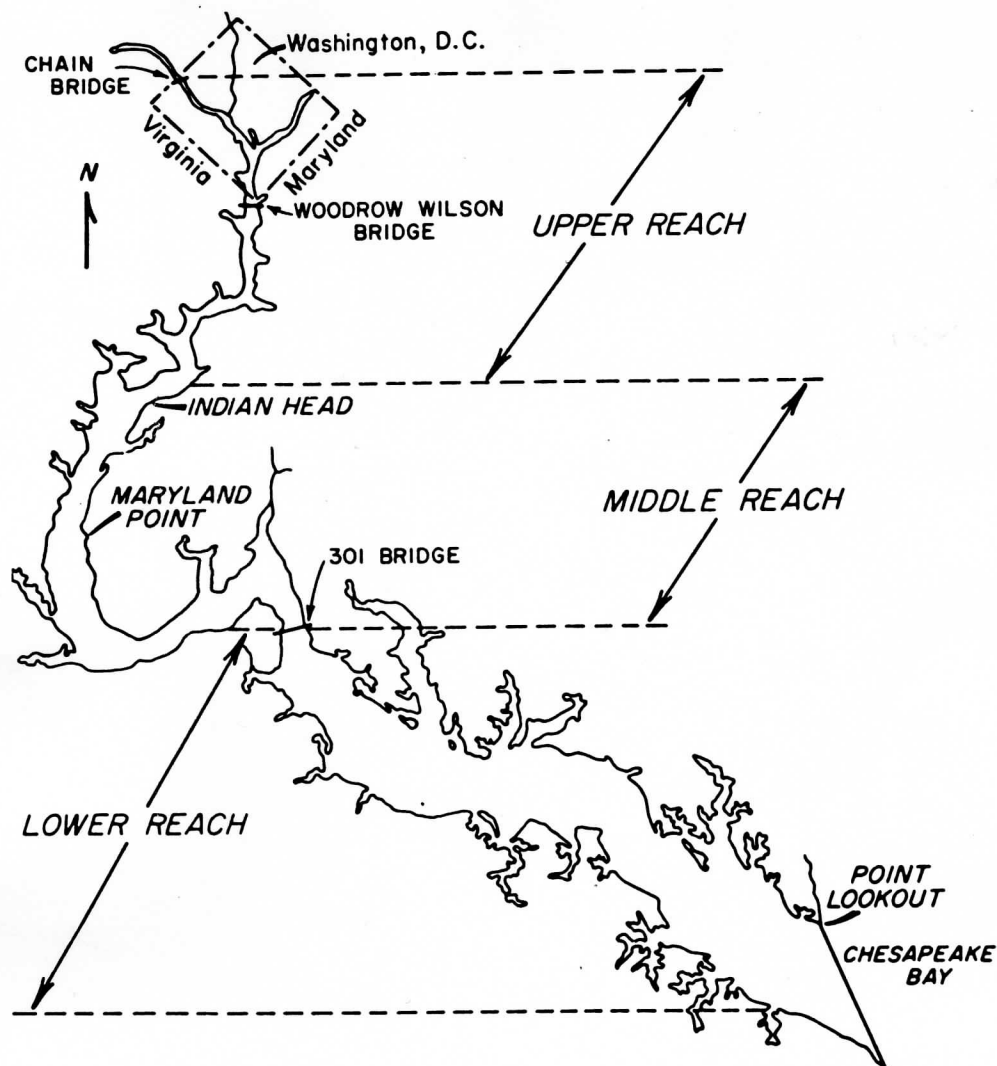 Washington, D.C.
CHAIN
BRIDGE
Virginia
Maryland
N
WOODROW WILSON
BRIDGE
UPPER REACH
INDIAN HEAD
MARYLAND
POINT
MIDDLE REACH
301 BRIDGE
LOWER REACH
POINT
LOOKOUT
CHESAPEAKE
BAY